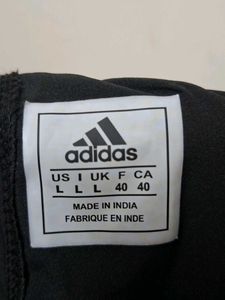 adidas
US I UK F CA
L L L 40 40
MADE IN INDIA
FABRIQUE EN INDE